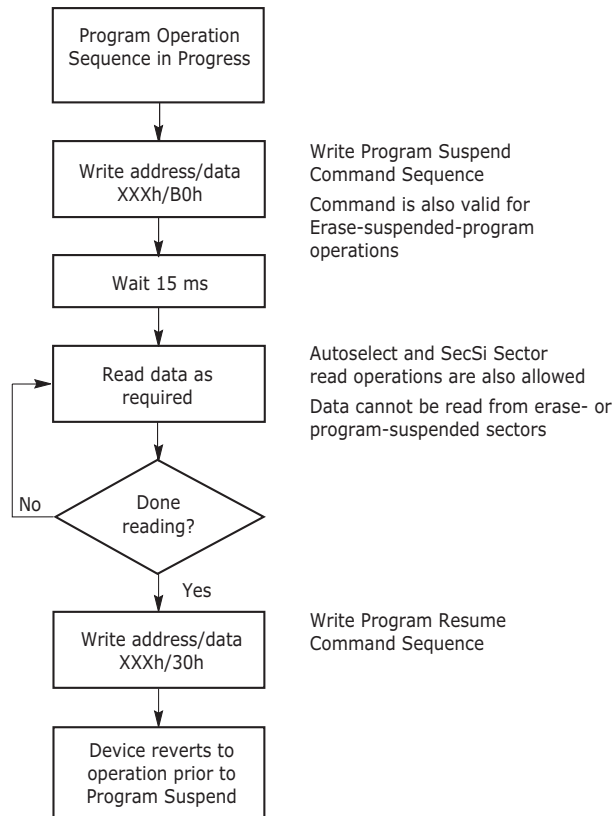 Program Operation
Sequence in Progress
Write address/data
XXXh/B0h
Write Program Suspend
Command Sequence
Command is also valid for
Erase-suspended-program
operations
Wait 15 ms
Read data as
required
Autoselect and SecSi Sector
read operations are also allowed
Data cannot be read from erase- or
program-suspended sectors
No
Done
reading?
Yes
Write address/data
XXXh/30h
Write Program Resume
Command Sequence
Device reverts to
operation prior to
Program Suspend